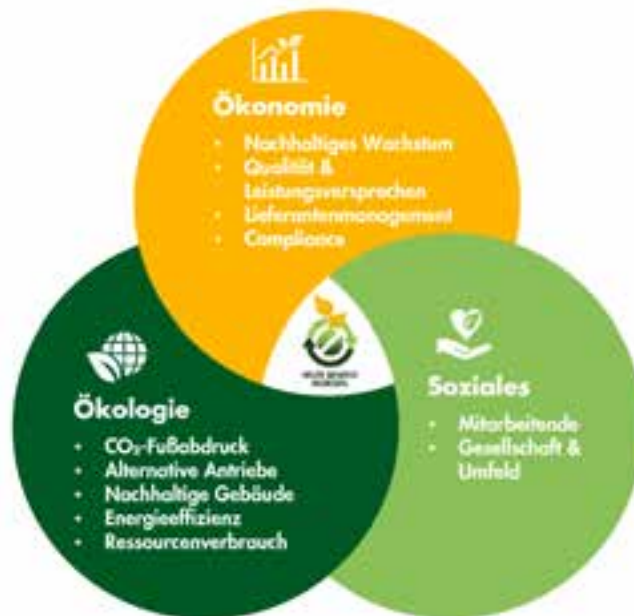 Ökonomie
• Nachhaltiges Wachstum
• Qualität &
Leistungsversprechen
• Lieferantenmanagement
• Compliance
Ökologie
• CO₂-Fußabdruck
• Alternative Antriebe
• Nachhaltige Gebäude
• Energieeffizienz
• Ressourcenverbrauch
Soziales
• Mitarbeitende
• Gesellschaft &
Umfeld